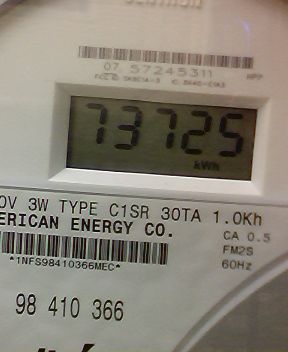 07 57245311
73725
kWh
0V 3W TYPE C1SR 30TA 1.0Kh
ERICAN ENERGY CO.
CA 0.5
FM2S
*1NFS98410366MEC*
60Hz
98 410 366